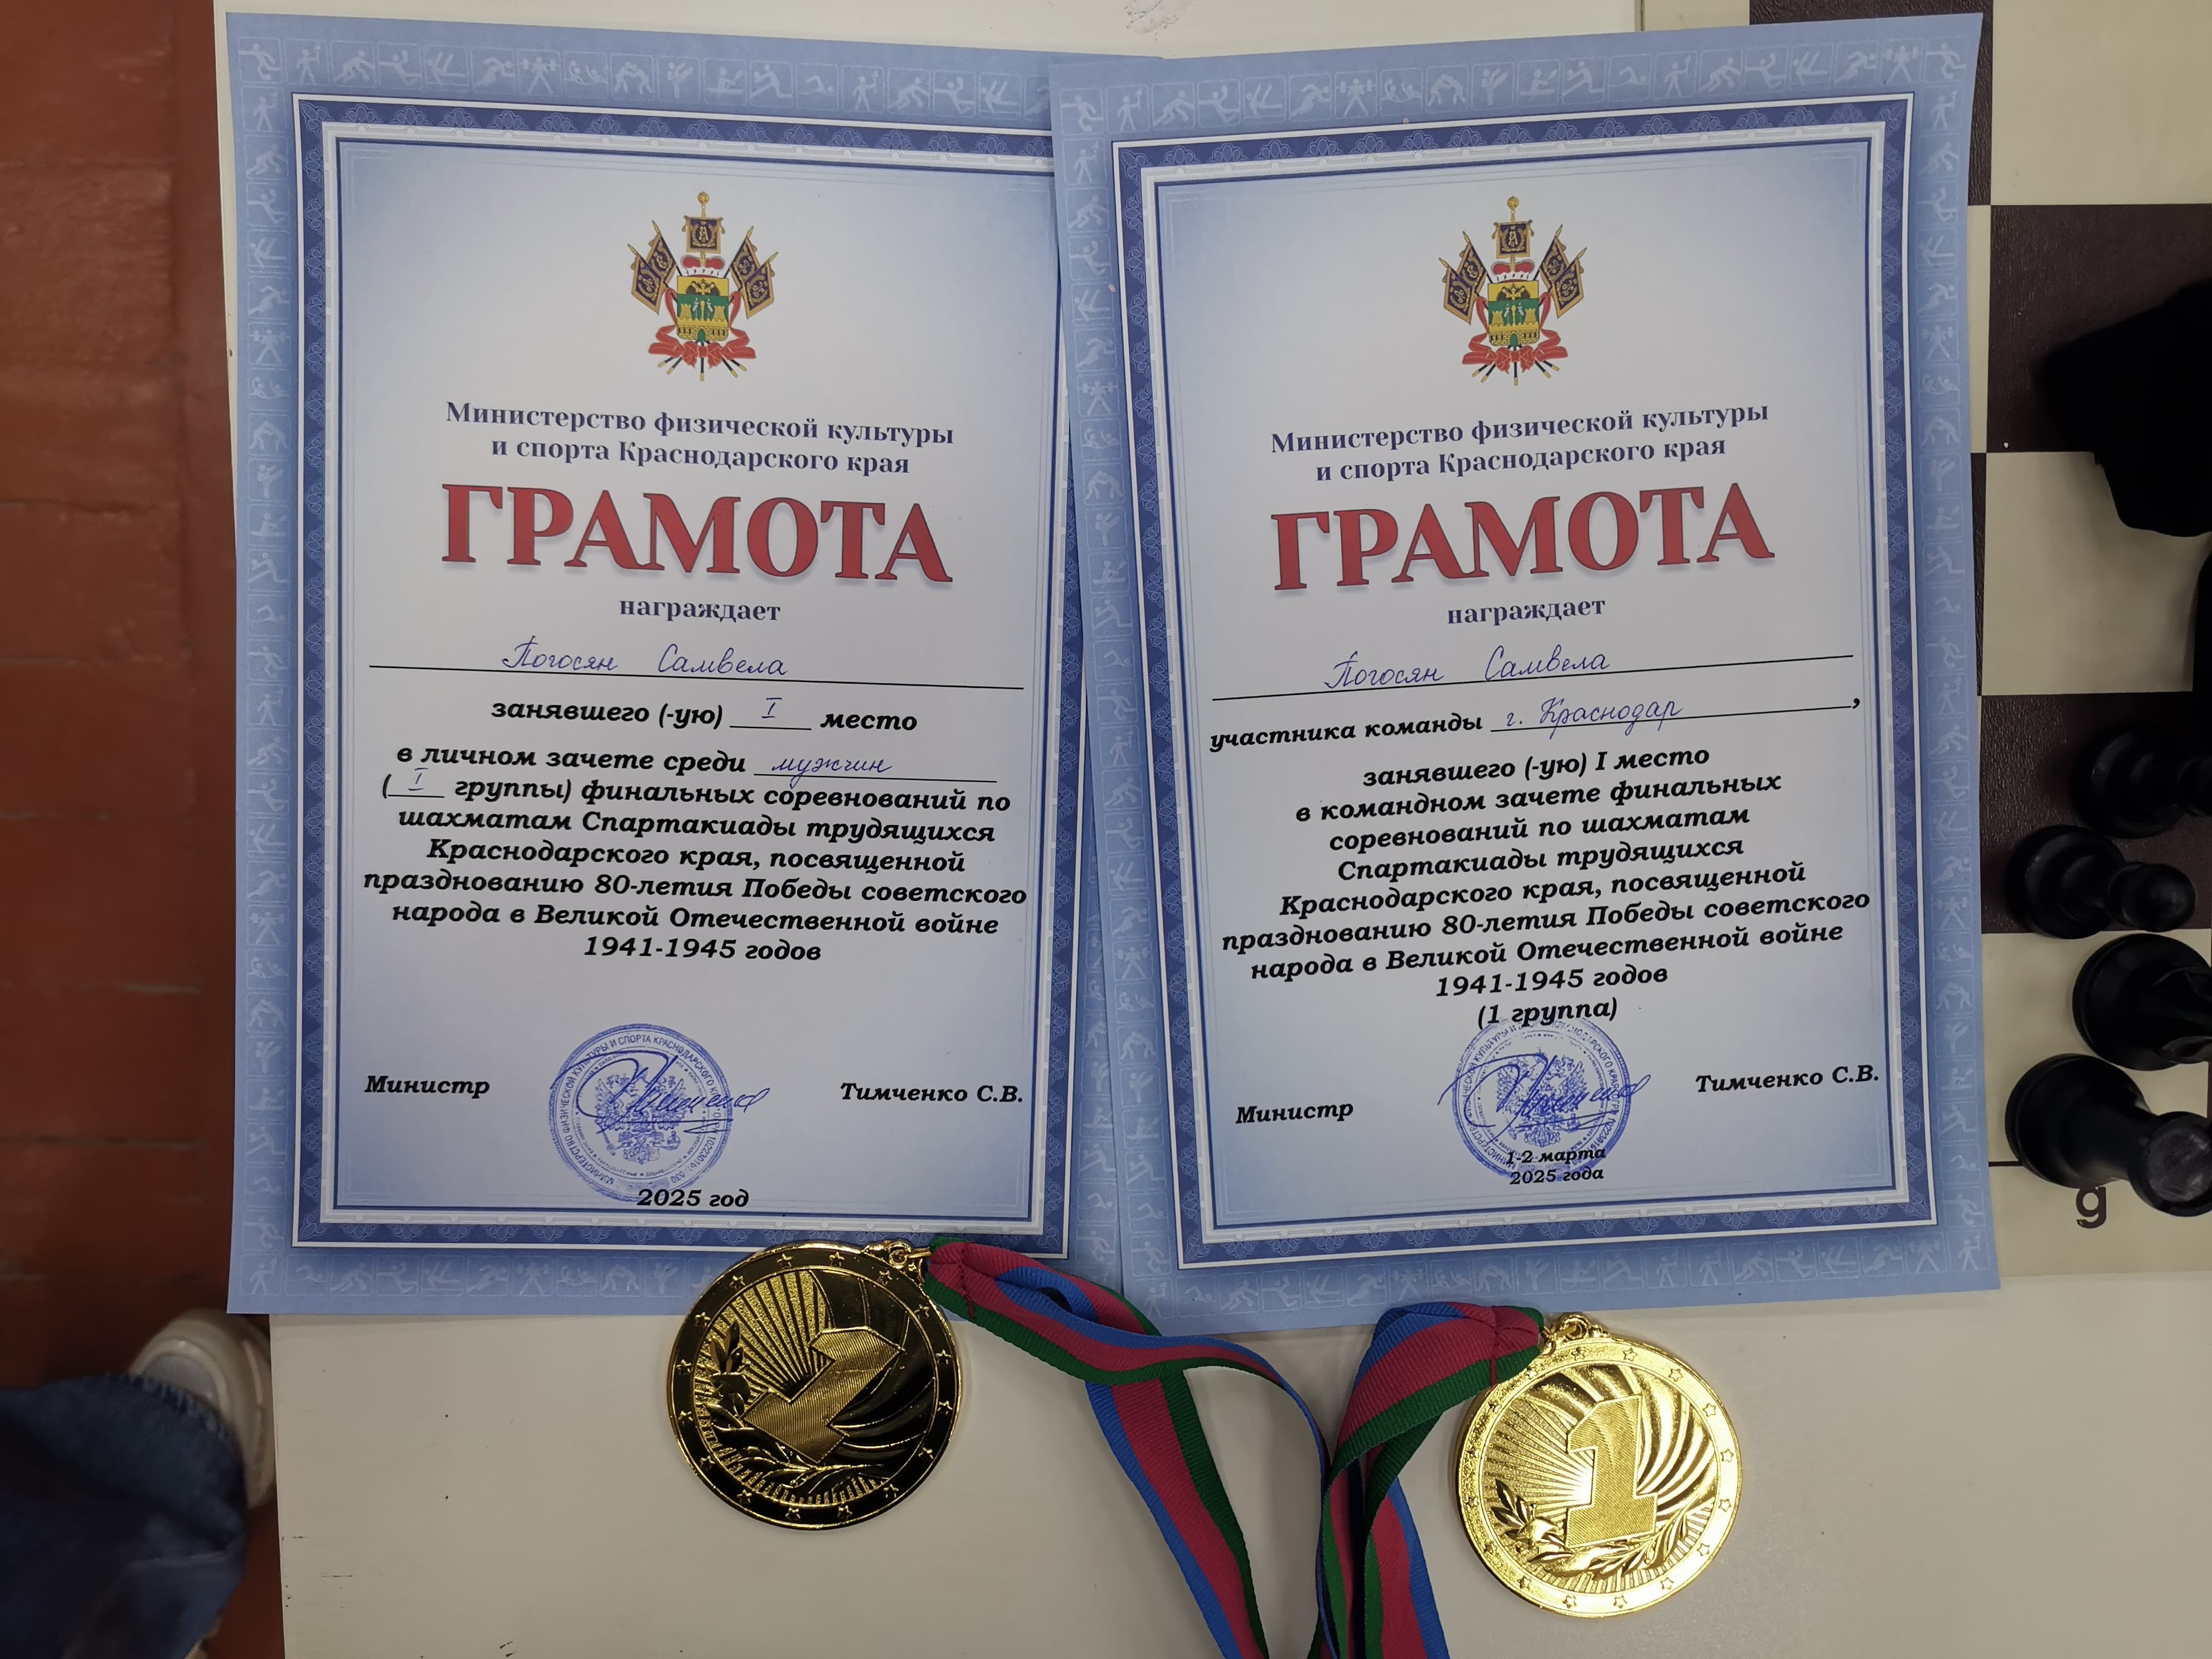 Министерство физической культуры
и спорта Краснодарского края
ГРАМОТА
награждает
Погосян Самвела
занявшего (-ую) I место
в личном зачете среди мужчин
( I группы) финальных соревнований по
шахматам Спартакиады трудящихся
Краснодарского края, посвященной
празднованию 80-летия Победы советского
народа в Великой Отечественной войне
1941-1945 годов
Министр
Тимченко С.В.
2025 год
Министерство физической культуры
и спорта Краснодарского края
ГРАМОТА
награждает
Погосян Самвела
участника команды г. Краснодар,
занявшего (-ую) I место
в командном зачете финальных
соревнований по шахматам
Спартакиады трудящихся
Краснодарского края, посвященной
празднованию 80-летия Победы советского
народа в Великой Отечественной войне
1941-1945 годов
(1 группа)
Министр
Тимченко С.В.
1-2 марта
2025 года
1
1
g